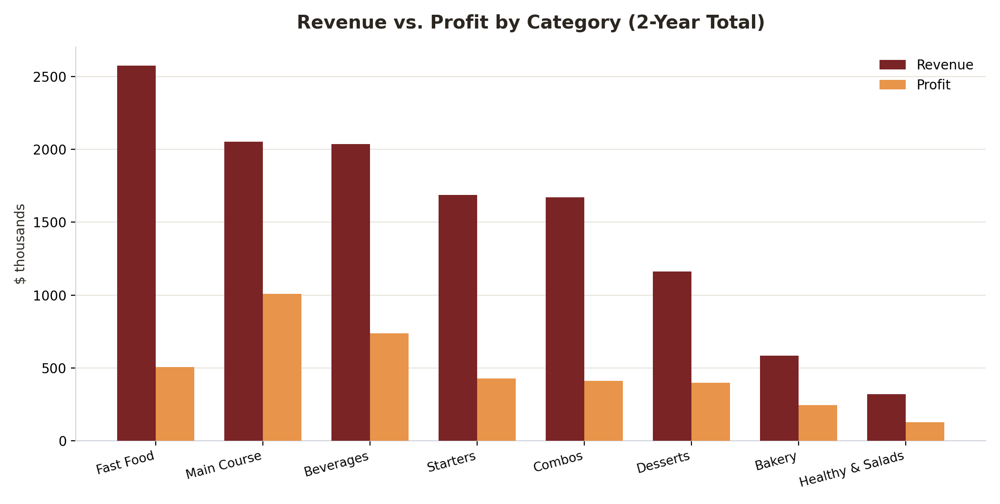 Revenue vs. Profit by Category (2-Year Total)
Revenue
Profit
$ thousands
2500
2000
1500
1000
500
0
Fast Food
Main Course
Beverages
Starters
Combos
Desserts
Bakery
Healthy & Salads